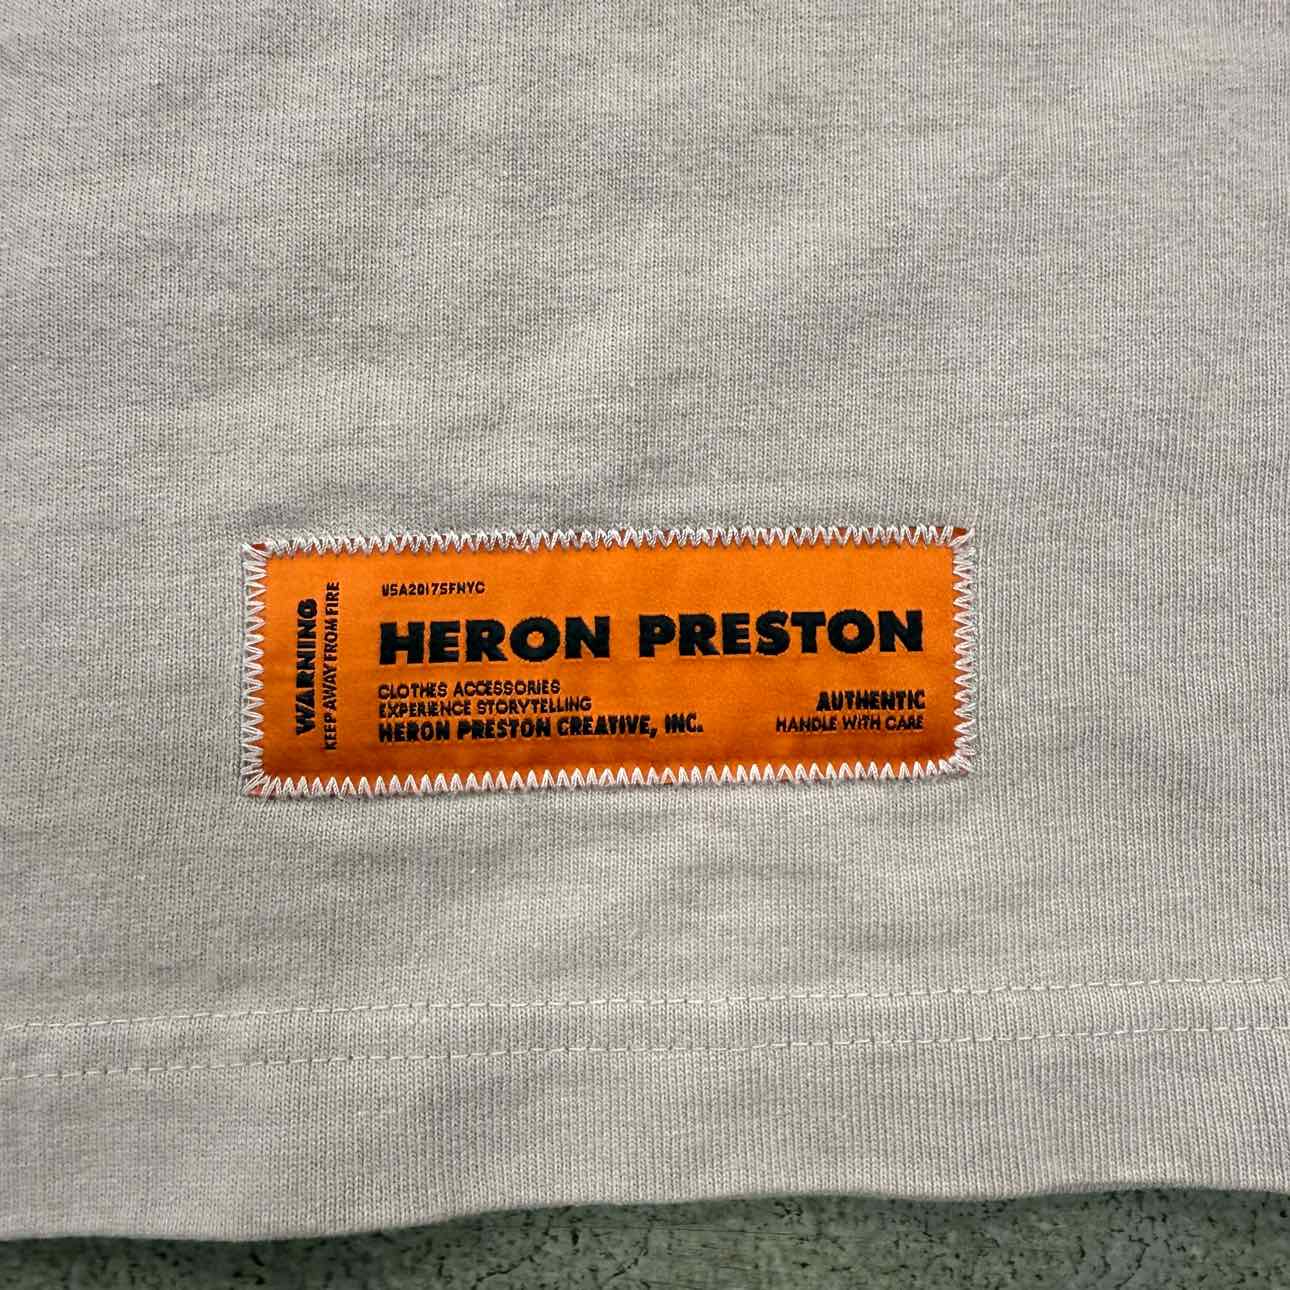 WARNING
KEEP AWAY FROM FIRE
USA2017SFNYC
HERON PRESTON
CLOTHES ACCESSORIES
EXPERIENCE STORYTELLING
HERON PRESTON CREATIVE, INC.
AUTHENTIC
HANDLE WITH CARE